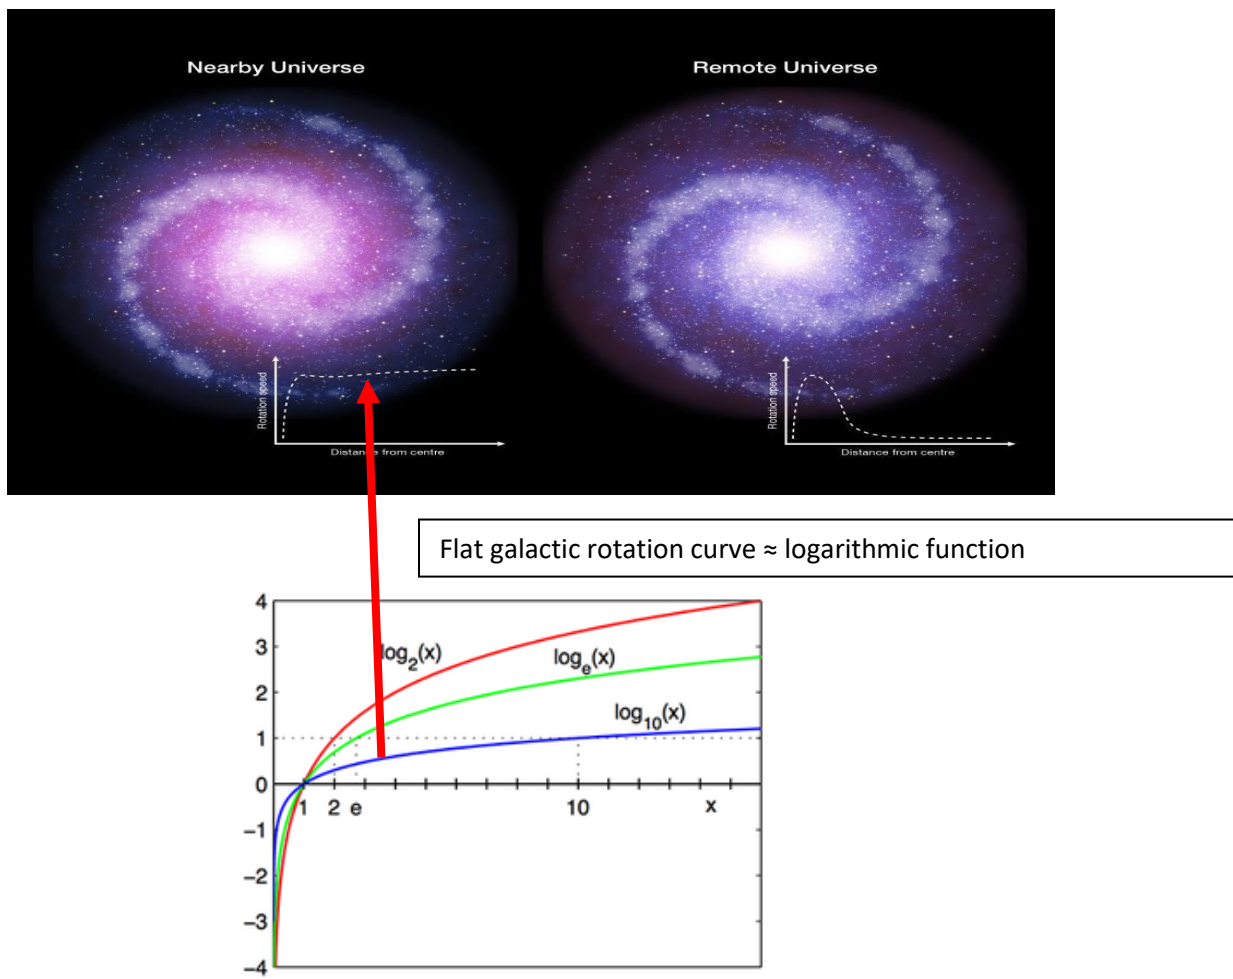 Nearby Universe
Remote Universe
Rotation speed
Distance from centre
Rotation speed
Distance from centre
Flat galactic rotation curve ≈ logarithmic function
4
3
2
1
0
−1
−2
−3
−4
log2(x)
loge(x)
log10(x)
1 2 e 10 x